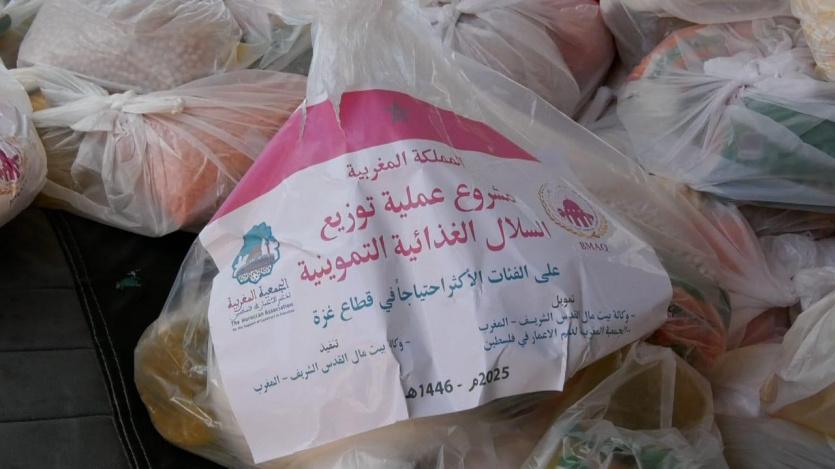 المملكة المغربية
مشروع عملية توزيع
السلال الغذائية التموينية
على الفئات الأكثر احتياجاً في قطاع غزة
BMAQ
الجمعية المغربية
The Moroccan Association
تمويل
- وكالة بيت مال القدس الشريف - المغرب
- الجمعية المغربية لدعم الاعمار في فلسطين
تنفيذ
- وكالة بيت مال القدس الشريف - المغرب
2025م - 1446هـ